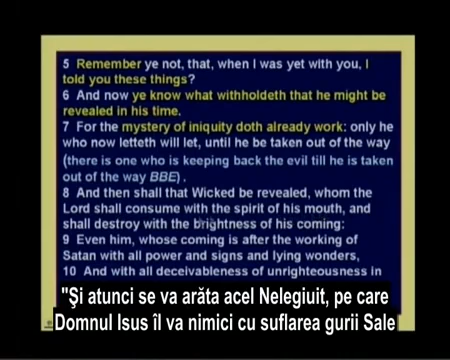 5 Remember ye not, that, when I was yet with you, I
told you these things?
6 And now ye know what withholdeth that he might be
revealed in his time.
7 For the mystery of iniquity doth already work: only he
who now letteth will let, until he be taken out of the way
(there is one who is keeping back the evil till he is taken
out of the way BBE).
8 And then shall that Wicked be revealed, whom the
Lord shall consume with the spirit of his mouth, and
shall destroy with the brightness of his coming:
9 Even him, whose coming is after the working of
Satan with all power and signs and lying wonders,
10 And with all deceivableness of unrighteousness in
"Şi atunci se va arăta acel Nelegiuit, pe care
Domnul Isus îl va nimici cu suflarea gurii Sale